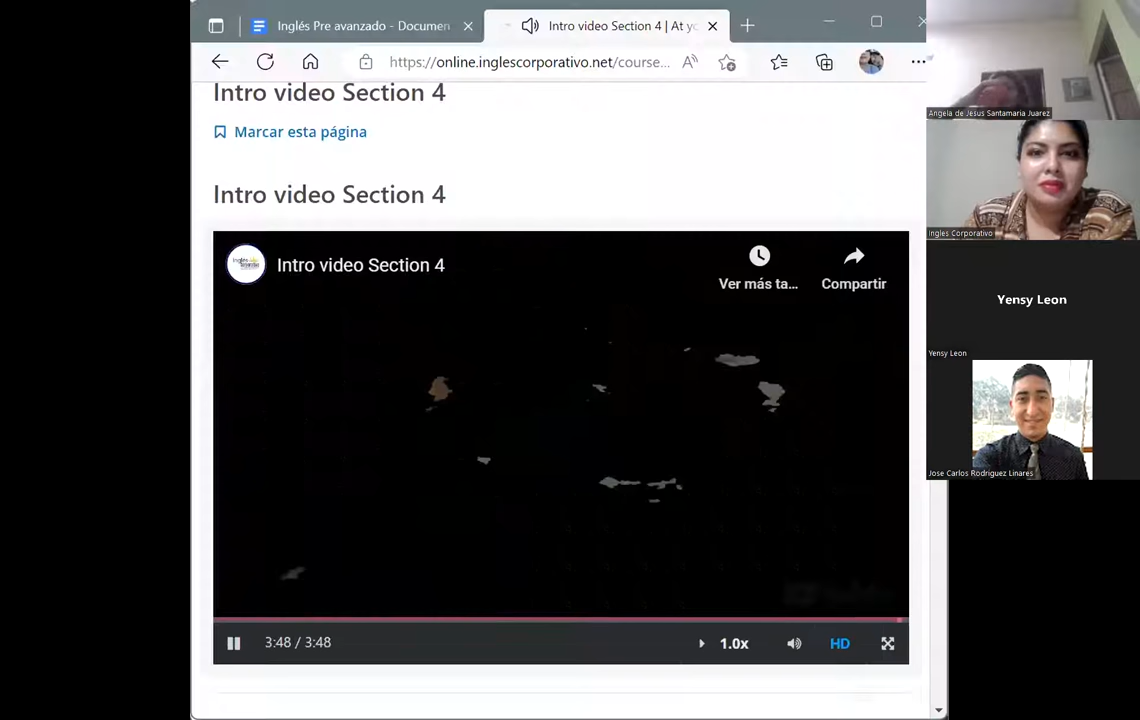 Inglés Pre avanzado - Documen
Intro video Section 4 | At yo
https://online.inglescorporativo.net/course...
Intro video Section 4
Marcar esta página
Intro video Section 4
Intro video Section 4
Ver más ta...
Compartir
3:48 / 3:48
1.0x
HD
Angela de Jesus Santamaria Juarez
Ingles Corporativo
Yensy Leon
Yensy Leon
Jose Carlos Rodriguez Linares